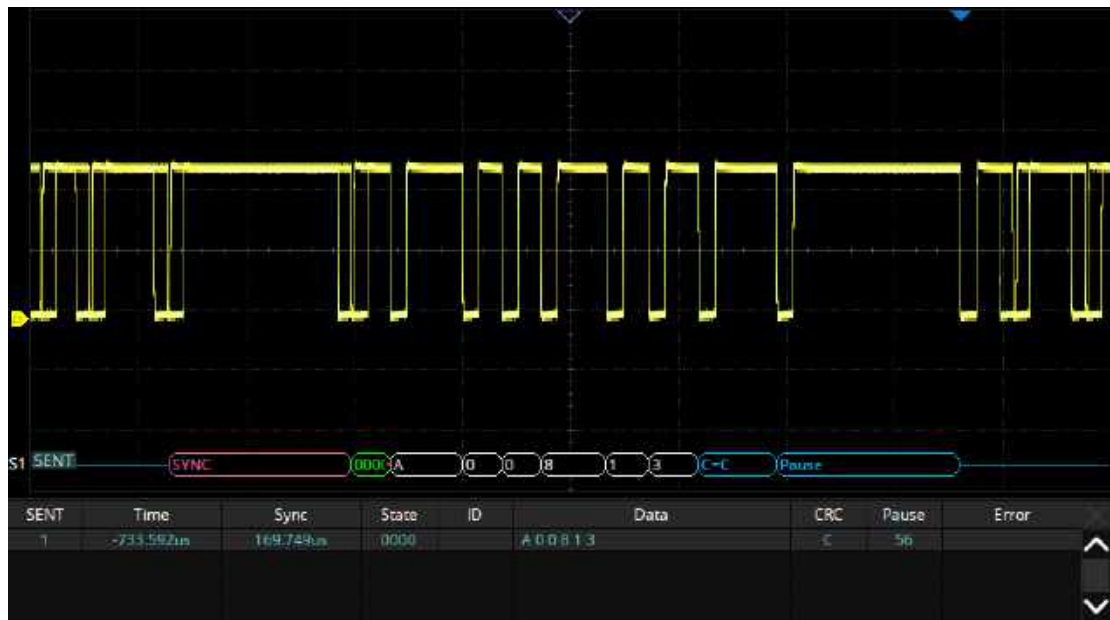 S1 SENT SYNC 0000 A 0 0 8 1 3 C=C Pause
SENT Time Sync State ID Data CRC Pause Error
1 -733.592us 169.749us 0000 A 0 0 8 1 3 C 56